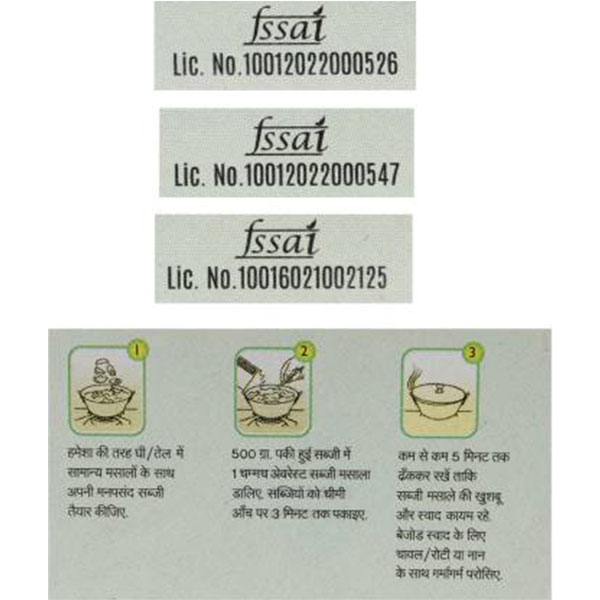 fssai
Lic. No.10012022000526
fssai
Lic. No.10012022000547
fssai
Lic. No.10016021002125
1
हमेशा की तरह घी/तेल में
सामान्य मसालों के साथ
अपनी मनपसंद सब्जी
तैयार कीजिए.
2
500 ग्रा. पकी हुई सब्जी में
1 चम्मच ॲवरेस्ट सब्जी मसाला
डालिए. सब्जियों को धीमी
आँच पर 3 मिनट तक पकाइए.
3
कम से कम 5 मिनट तक
ढँककर रखें ताकि
सब्जी मसाले की खुशबू
और स्वाद कायम रहे.
बेजोड स्वाद के लिए
चावल/रोटी या नान
के साथ गर्मागर्म परोसिए.